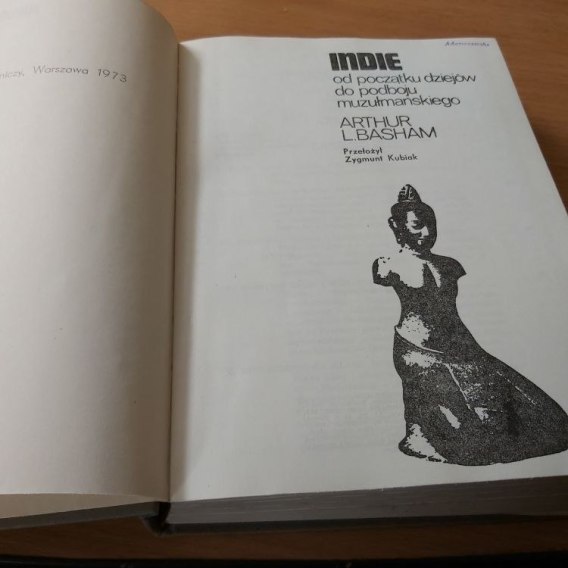 Warszawa 1973
INDIE
od początku dziejów
do podboju
muzułmańskiego
ARTHUR
L.BASHAM
Przełożył
Zygmunt Kubiak